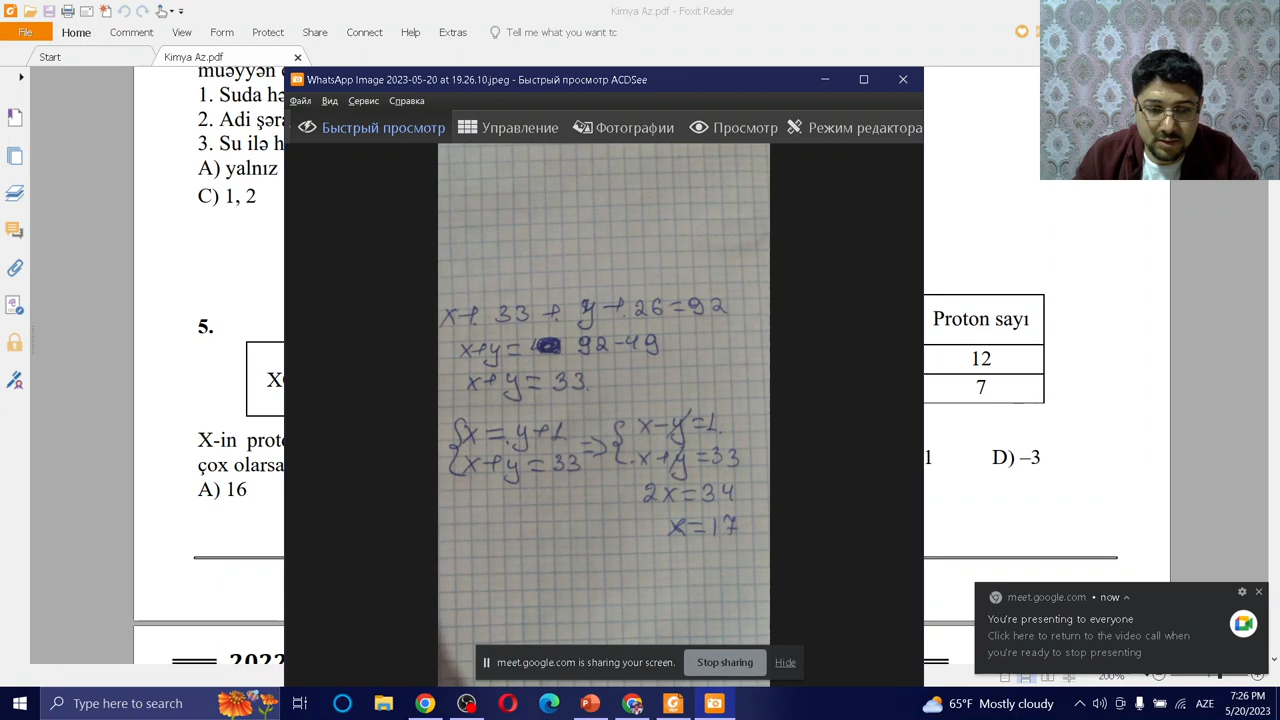 Kimya Az.pdf - Foxit Reader
File Home Comment View Form Protect Share Connect Help Extras Tell me what you want to
Start Kimya Az.pdf
müəyyən
1. Suda hə
2. Adi şəra
3. Su ilə h
A) yalnız
C) 1, 2
5.
X-in prot
çox olarsa
A) 16
2022
WhatsApp Image 2023-05-20 at 19.26.10.jpeg - Быстрый просмотр ACDSee
Файл Вид Сервис Справка
Быстрый просмотр Управление Фотографии Просмотр Режим редактора
x+ 33 + y+ 26=92
x+y= 92-49
x+y= 33.
x= y+1 => x-y=1.
x+y=33 x+y=33
2x=34
x=17
Proton sayı
12
7
1 D) –3
meet.google.com • now
You're presenting to everyone
Click here to return to the video call when
you're ready to stop presenting
meet.google.com is sharing your screen. Stop sharing Hide
200%
Type here to search
65°F Mostly cloudy
AZE
7:26 PM
5/20/2023